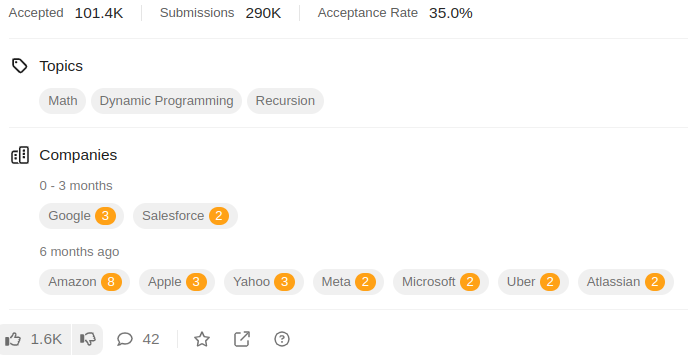 Accepted 101.4K Submissions 290K Acceptance Rate 35.0%
Topics
Math Dynamic Programming Recursion
Companies
0 - 3 months
Google 3 Salesforce 2
6 months ago
Amazon 8 Apple 3 Yahoo 3 Meta 2 Microsoft 2 Uber 2 Atlassian 2
1.6K 42